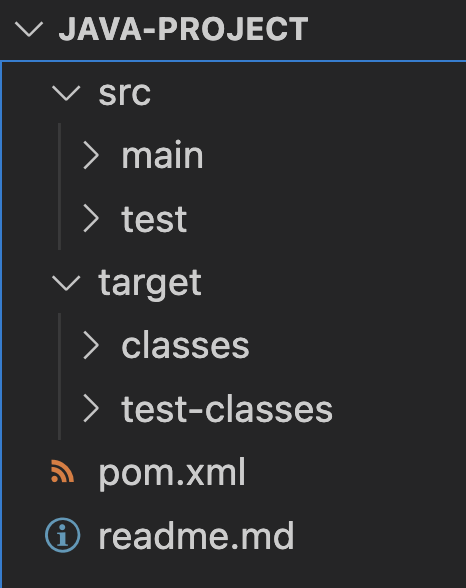 JAVA-PROJECT
src
main
test
target
classes
test-classes
pom.xml
readme.md